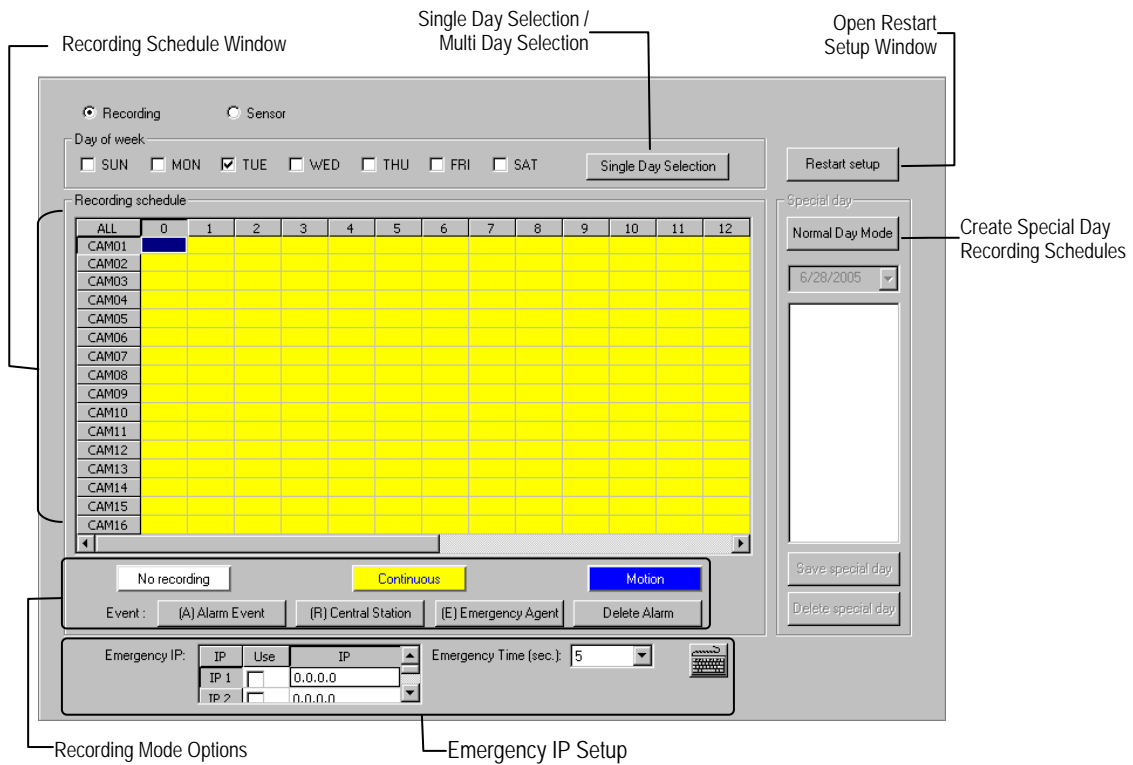 Single Day Selection /
Multi Day Selection
Open Restart
Setup Window
Recording Schedule Window
Recording
Sensor
Day of week
SUN MON TUE WED THU FRI SAT
Single Day Selection
Restart setup
Recording schedule
Special day
ALL 0 1 2 3 4 5 6 7 8 9 10 11 12
CAM01
CAM02
CAM03
CAM04
CAM05
CAM06
CAM07
CAM08
CAM09
CAM10
CAM11
CAM12
CAM13
CAM14
CAM15
CAM16
Normal Day Mode
Create Special Day
Recording Schedules
6/28/2005
Save special day
Delete special day
No recording
Continuous
Motion
Event :
(A) Alarm Event
(R) Central Station
(E) Emergency Agent
Delete Alarm
Emergency IP:
IP Use IP
IP 1 0.0.0.0
IP 2 0.0.0.0
Emergency Time (sec.): 5
Recording Mode Options
Emergency IP Setup